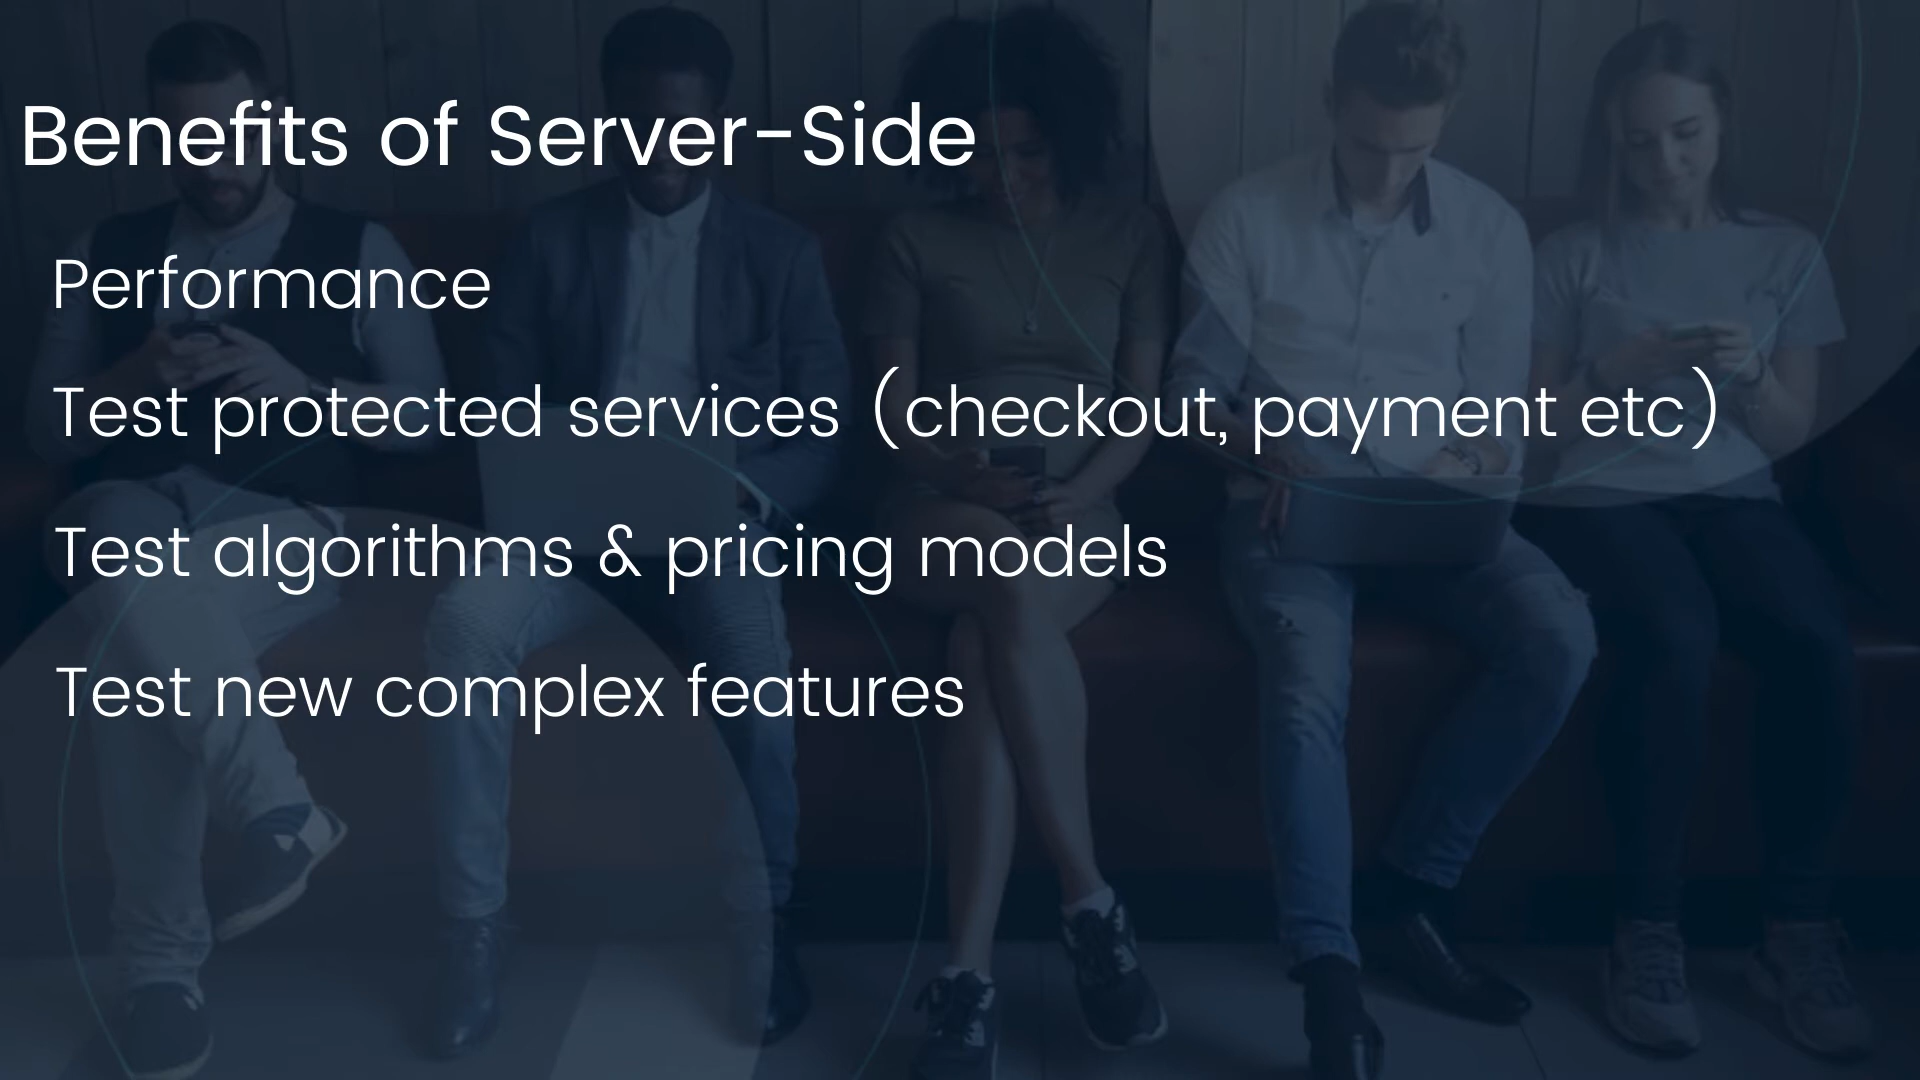 Benefits of Server-Side
Performance
Test protected services (checkout, payment etc)
Test algorithms & pricing models
Test new complex features